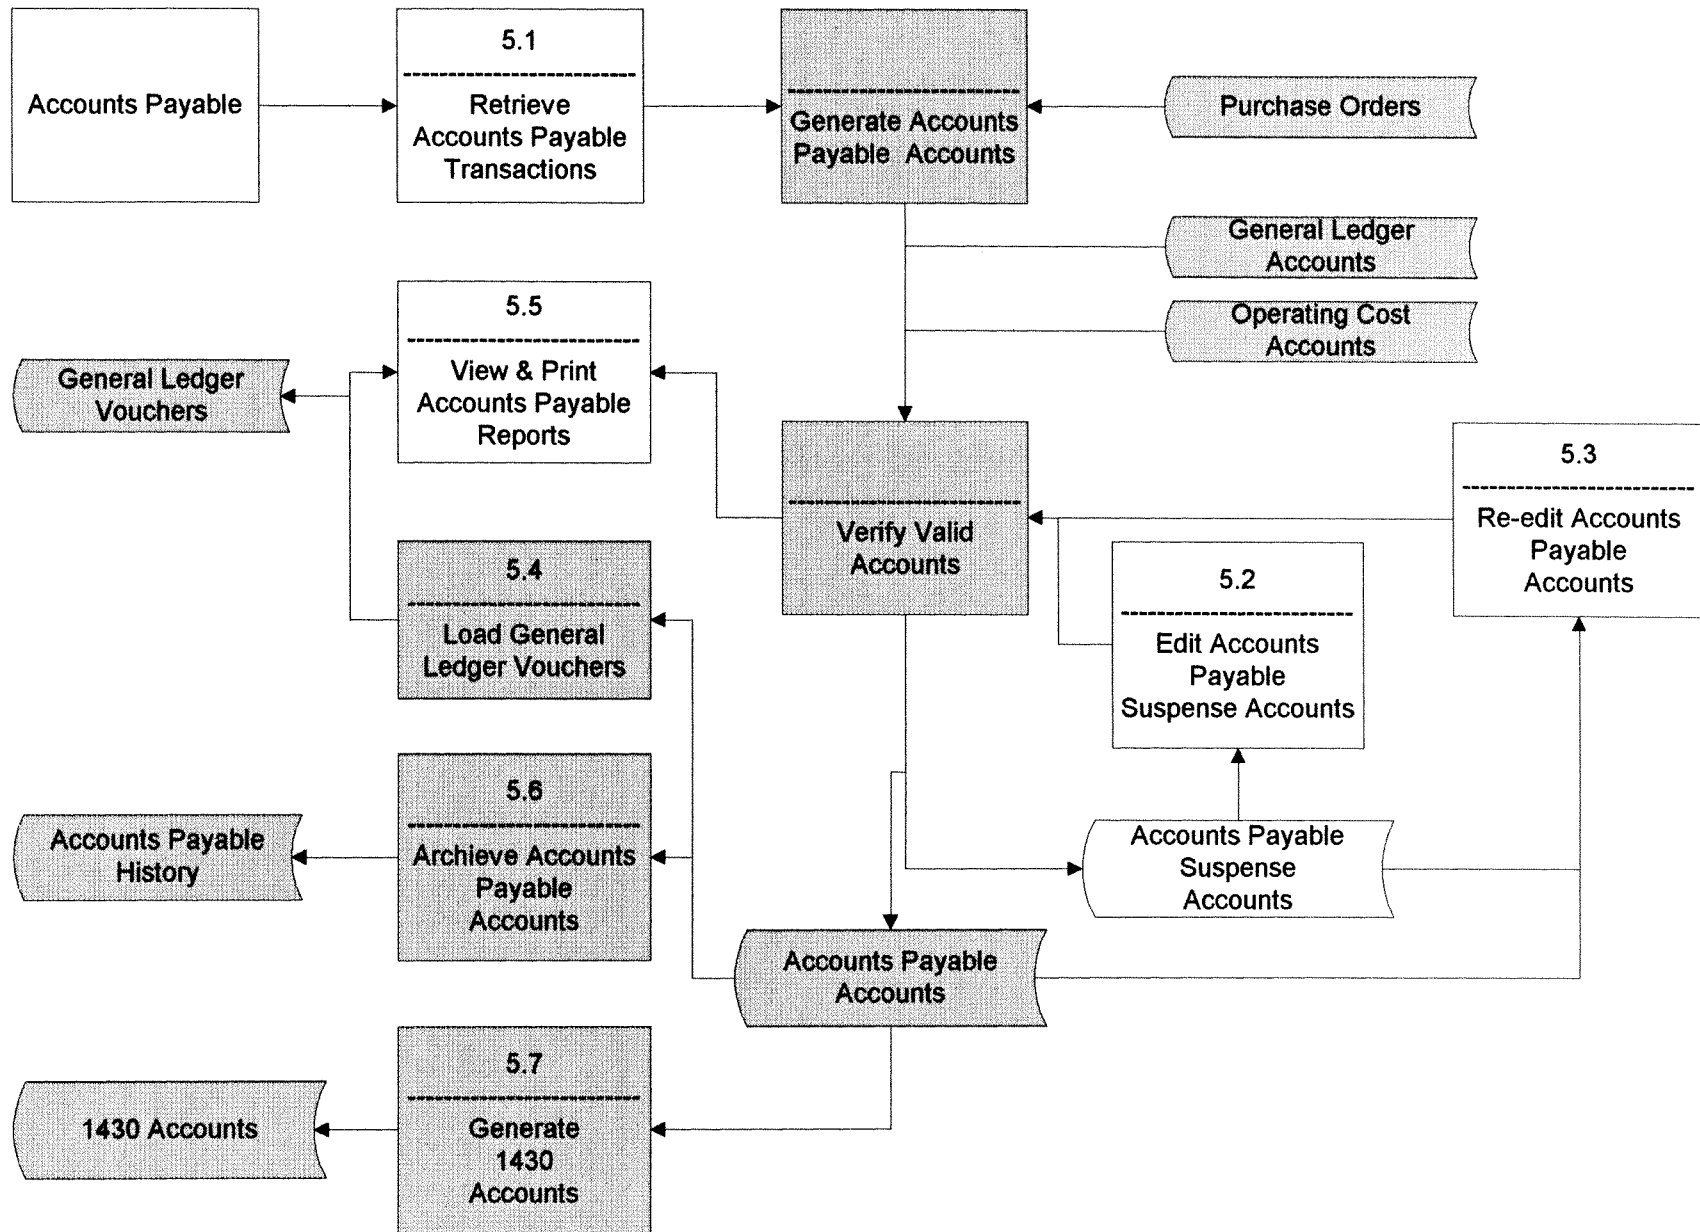 Accounts Payable
5.1
Retrieve
Accounts Payable
Transactions
Generate Accounts
Payable Accounts
Purchase Orders
General Ledger
Accounts
Operating Cost
Accounts
5.5
View & Print
Accounts Payable
Reports
General Ledger
Vouchers
Verify Valid
Accounts
5.3
Re-edit Accounts
Payable
Accounts
5.4
Load General
Ledger Vouchers
5.2
Edit Accounts
Payable
Suspense Accounts
5.6
Archieve Accounts
Payable
Accounts
Accounts Payable
History
Accounts Payable
Suspense
Accounts
Accounts Payable
Accounts
5.7
Generate
1430
Accounts
1430 Accounts